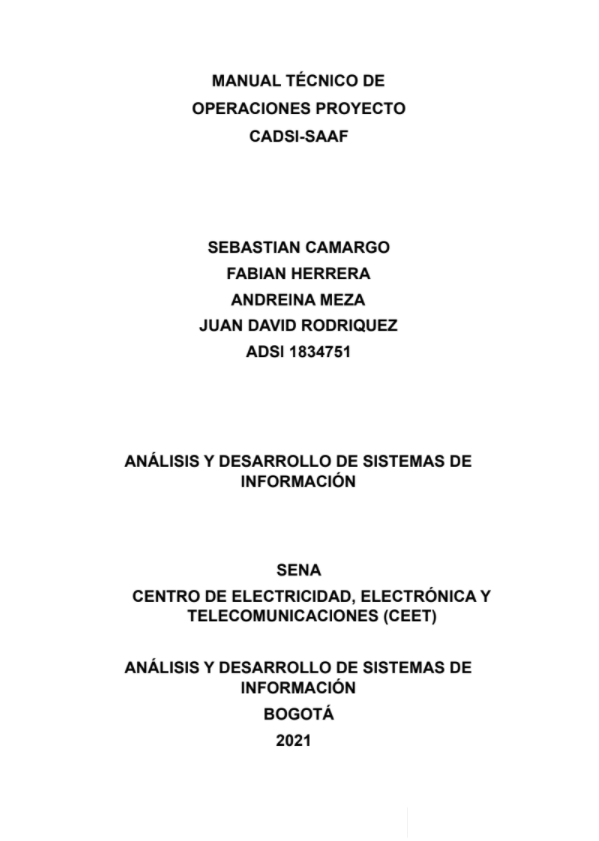 MANUAL TÉCNICO DE
OPERACIONES PROYECTO
CADSI-SAAF
SEBASTIAN CAMARGO
FABIAN HERRERA
ANDREINA MEZA
JUAN DAVID RODRIQUEZ
ADSI 1834751
ANÁLISIS Y DESARROLLO DE SISTEMAS DE
INFORMACIÓN
SENA
CENTRO DE ELECTRICIDAD, ELECTRÓNICA Y
TELECOMUNICACIONES (CEET)
ANÁLISIS Y DESARROLLO DE SISTEMAS DE
INFORMACIÓN
BOGOTÁ
2021